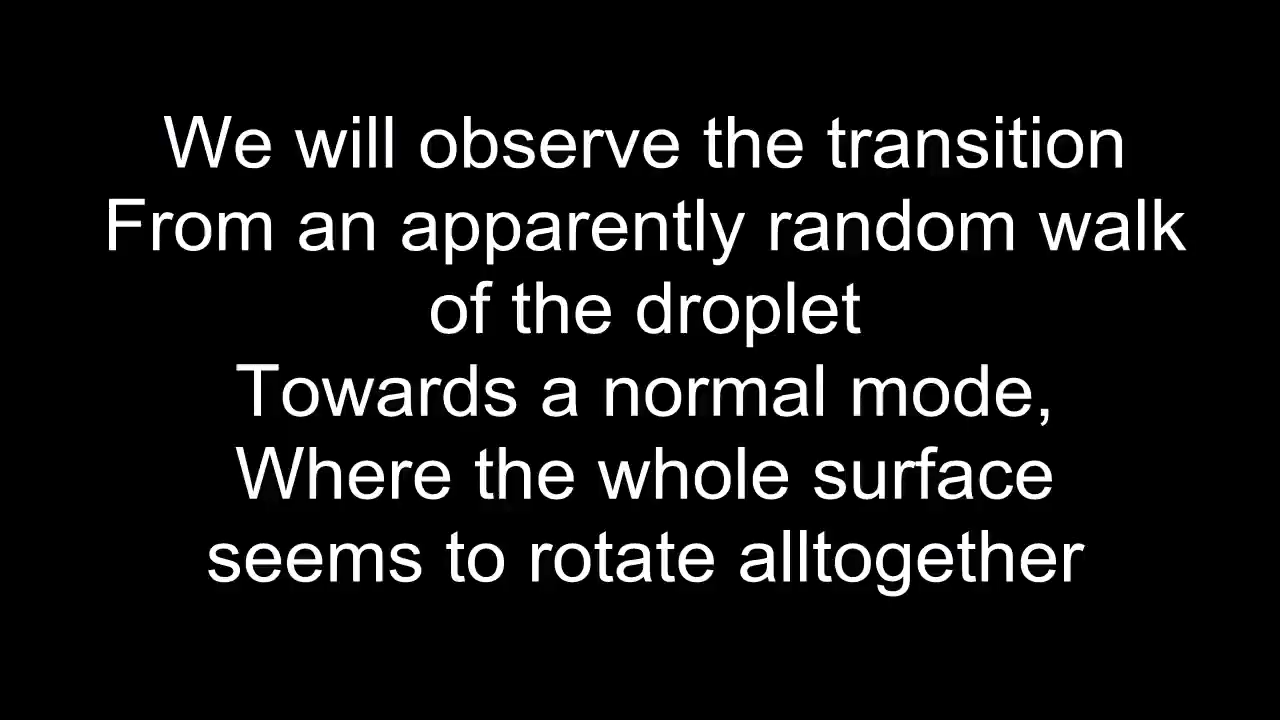 We will observe the transition
From an apparently random walk
of the droplet
Towards a normal mode,
Where the whole surface
seems to rotate alltogether